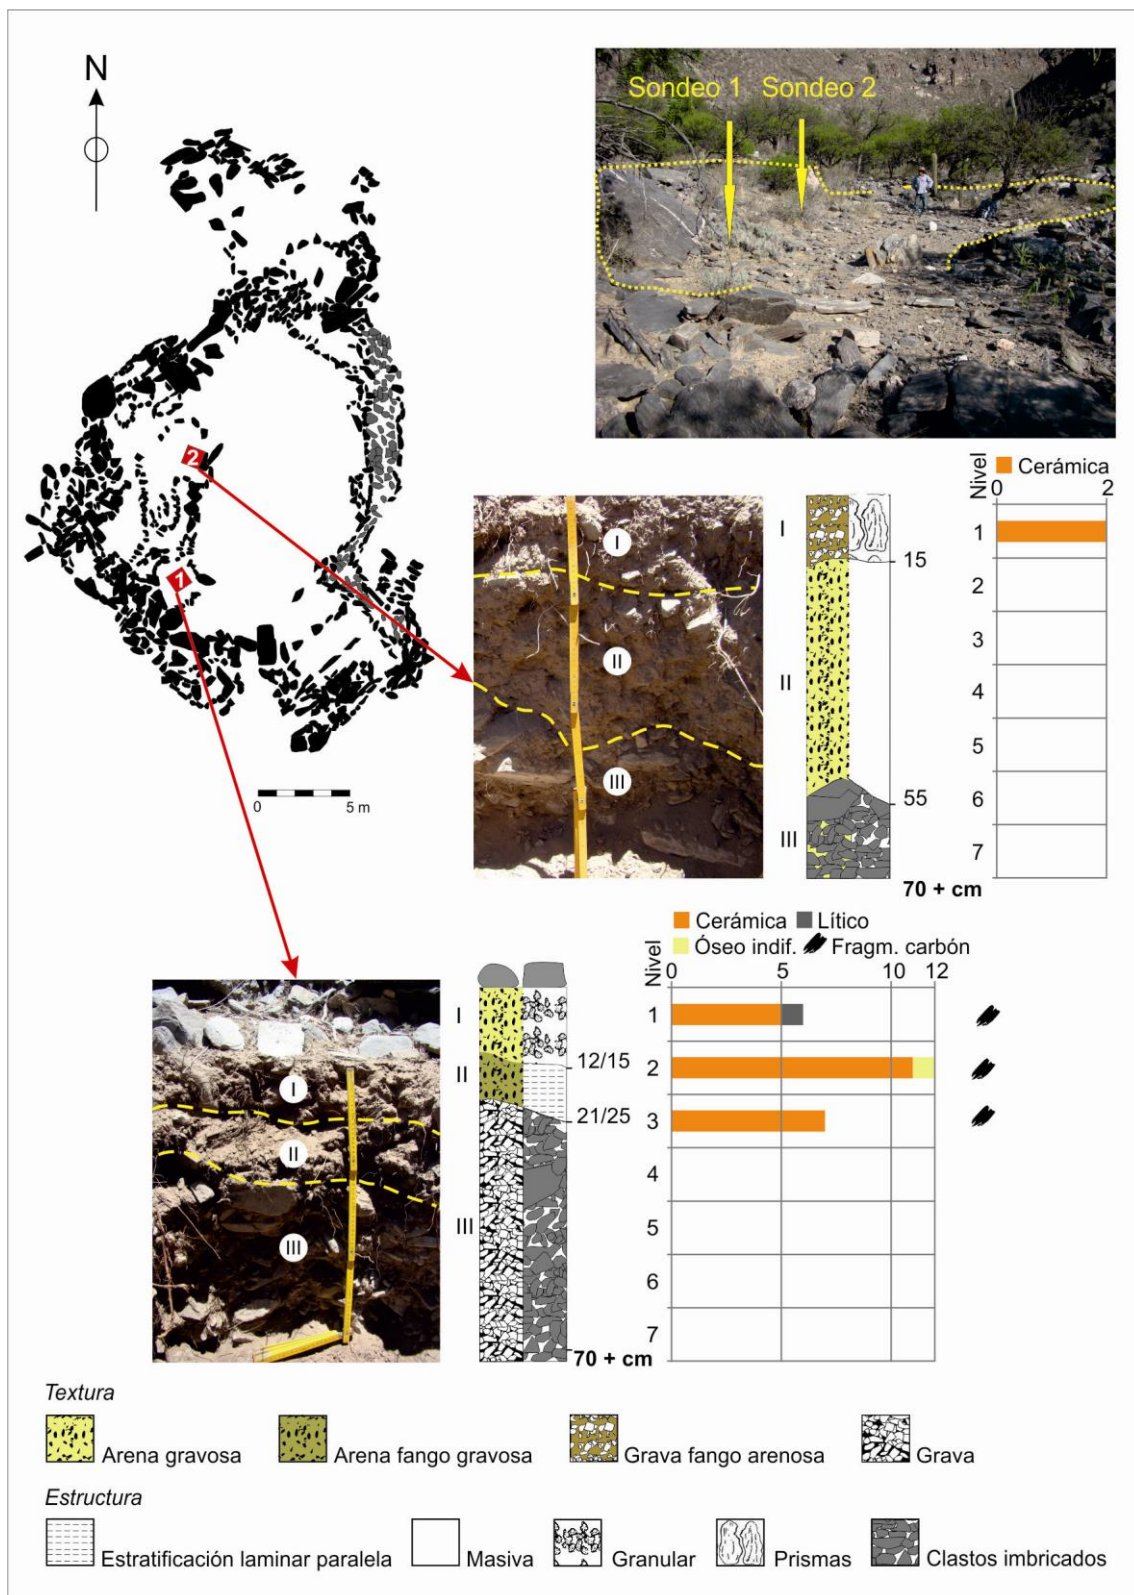 N
Sondeo 1 Sondeo 2
2
1
0 5 m
I
II
III
I
II
III
15
55
70 + cm
Nivel
Cerámica
0 2
1
2
3
4
5
6
7
I
II
III
I
II
III
12/15
21/25
70 + cm
Cerámica Lítico
Óseo indif. Fragm. carbón
Nivel
0 5 10 12
1
2
3
4
5
6
7
Textura
Arena gravosa Arena fango gravosa Grava fango arenosa Grava
Estructura
Estratificación laminar paralela Masiva Granular Prismas Clastos imbricados